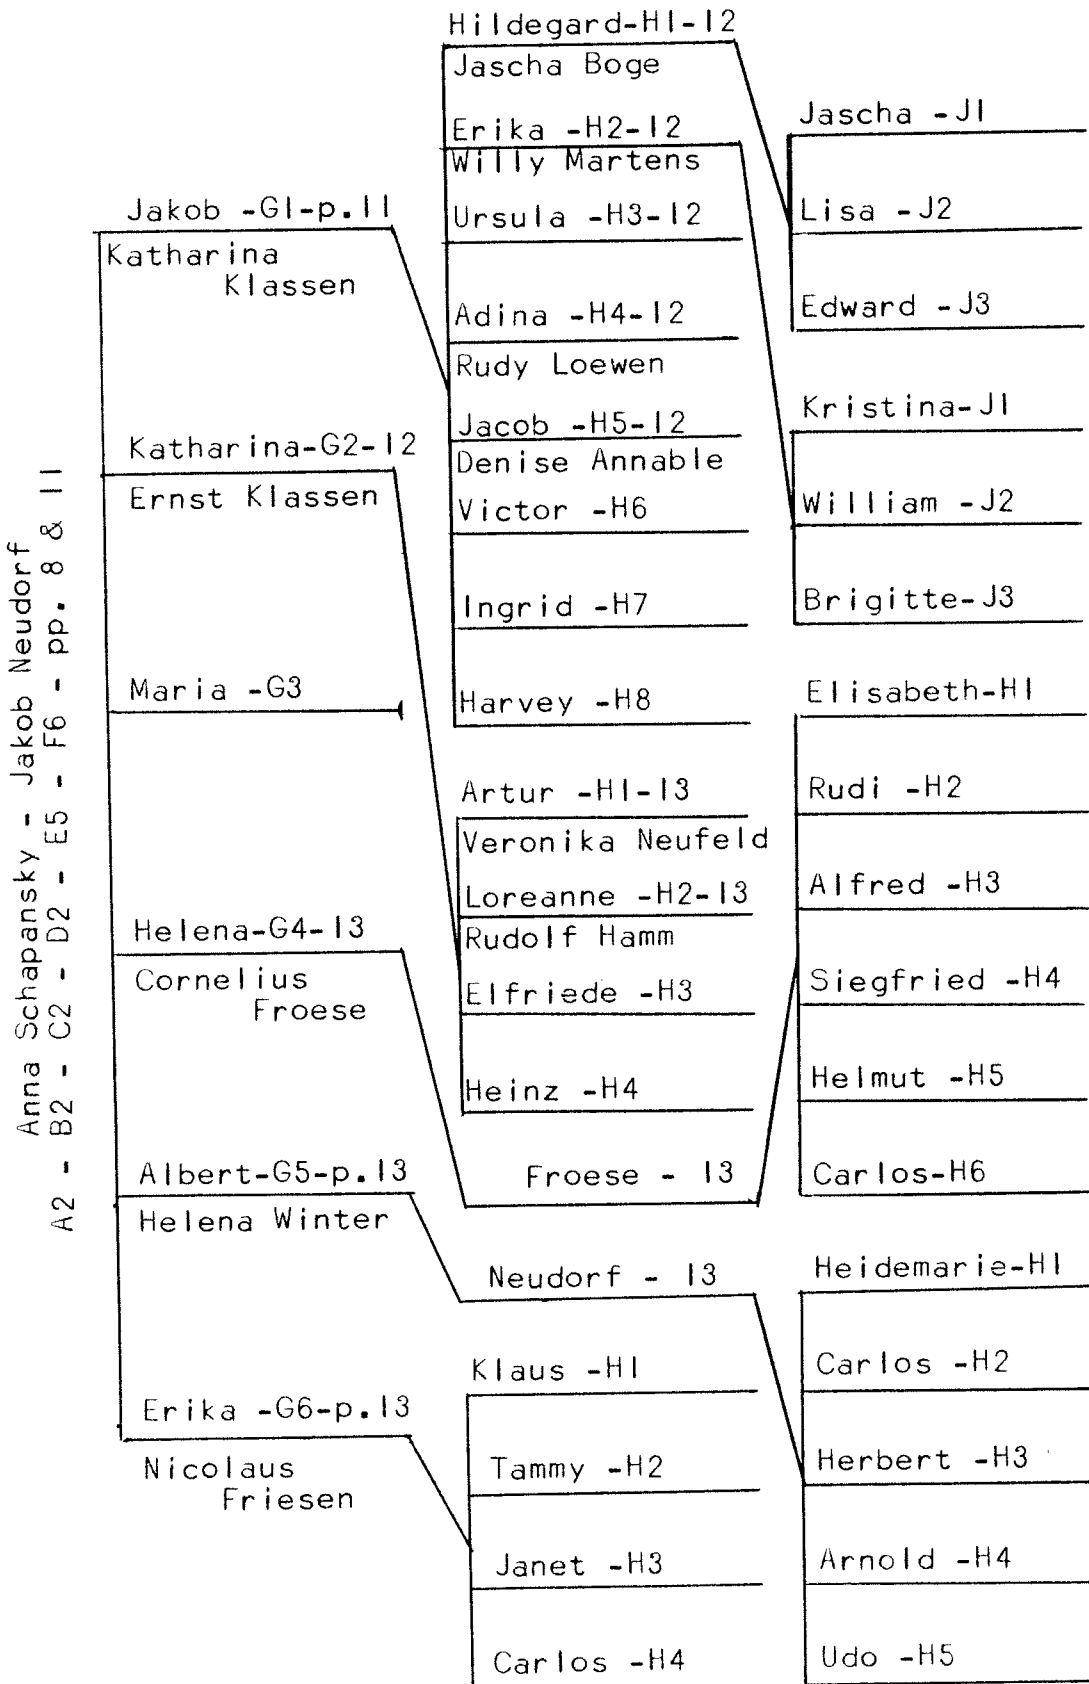 Anna Schapansky - Jakob Neudorf
A2 - B2 - C2 - D2 - E5 - F6 - pp. 8 & 11
Jakob -G1-p.11
Katharina
Klassen
Katharina-G2-12
Ernst Klassen
Maria -G3
Helena-G4-13
Cornelius
Froese
Albert-G5-p.13
Helena Winter
Erika -G6-p.13
Nicolaus
Friesen
Hildegard-H1-12
Jascha Boge
Erika -H2-12
Willy Martens
Ursula -H3-12
Adina -H4-12
Rudy Loewen
Jacob -H5-12
Denise Annable
Victor -H6
Ingrid -H7
Harvey -H8
Artur -H1-13
Veronika Neufeld
Loreanne -H2-13
Rudolf Hamm
Elfriede -H3
Heinz -H4
Froese - 13
Neudorf - 13
Klaus -H1
Tammy -H2
Janet -H3
Carlos -H4
Jascha -J1
Lisa -J2
Edward -J3
Kristina-J1
William -J2
Brigitte-J3
Elisabeth-H1
Rudi -H2
Alfred -H3
Siegfried -H4
Helmut -H5
Carlos-H6
Heidemarie-H1
Carlos -H2
Herbert -H3
Arnold -H4
Udo -H5